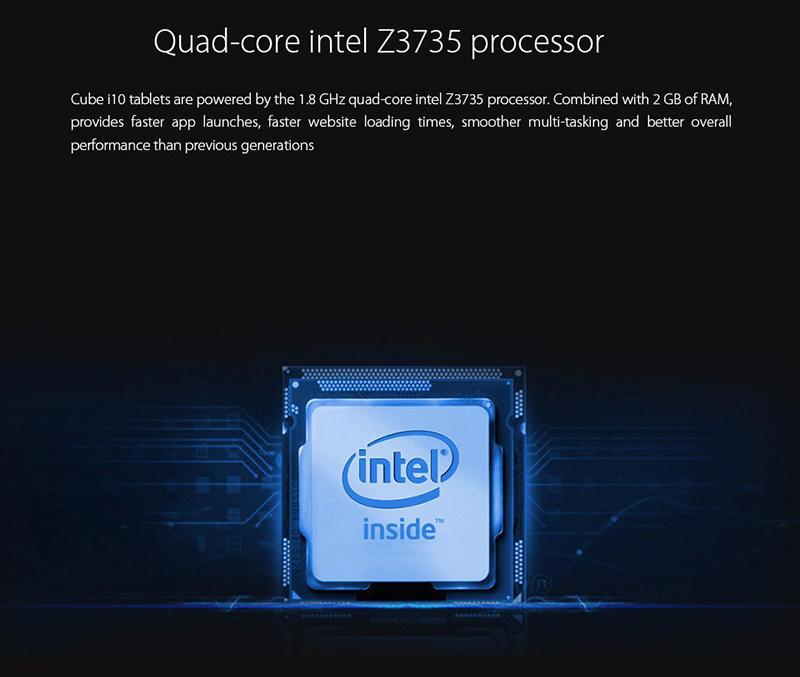 Quad-core intel Z3735 processor
Cube i10 tablets are powered by the 1.8 GHz quad-core intel Z3735 processor. Combined with 2 GB of RAM,
provides faster app launches, faster website loading times, smoother multi-tasking and better overall
performance than previous generations
intel®
inside™